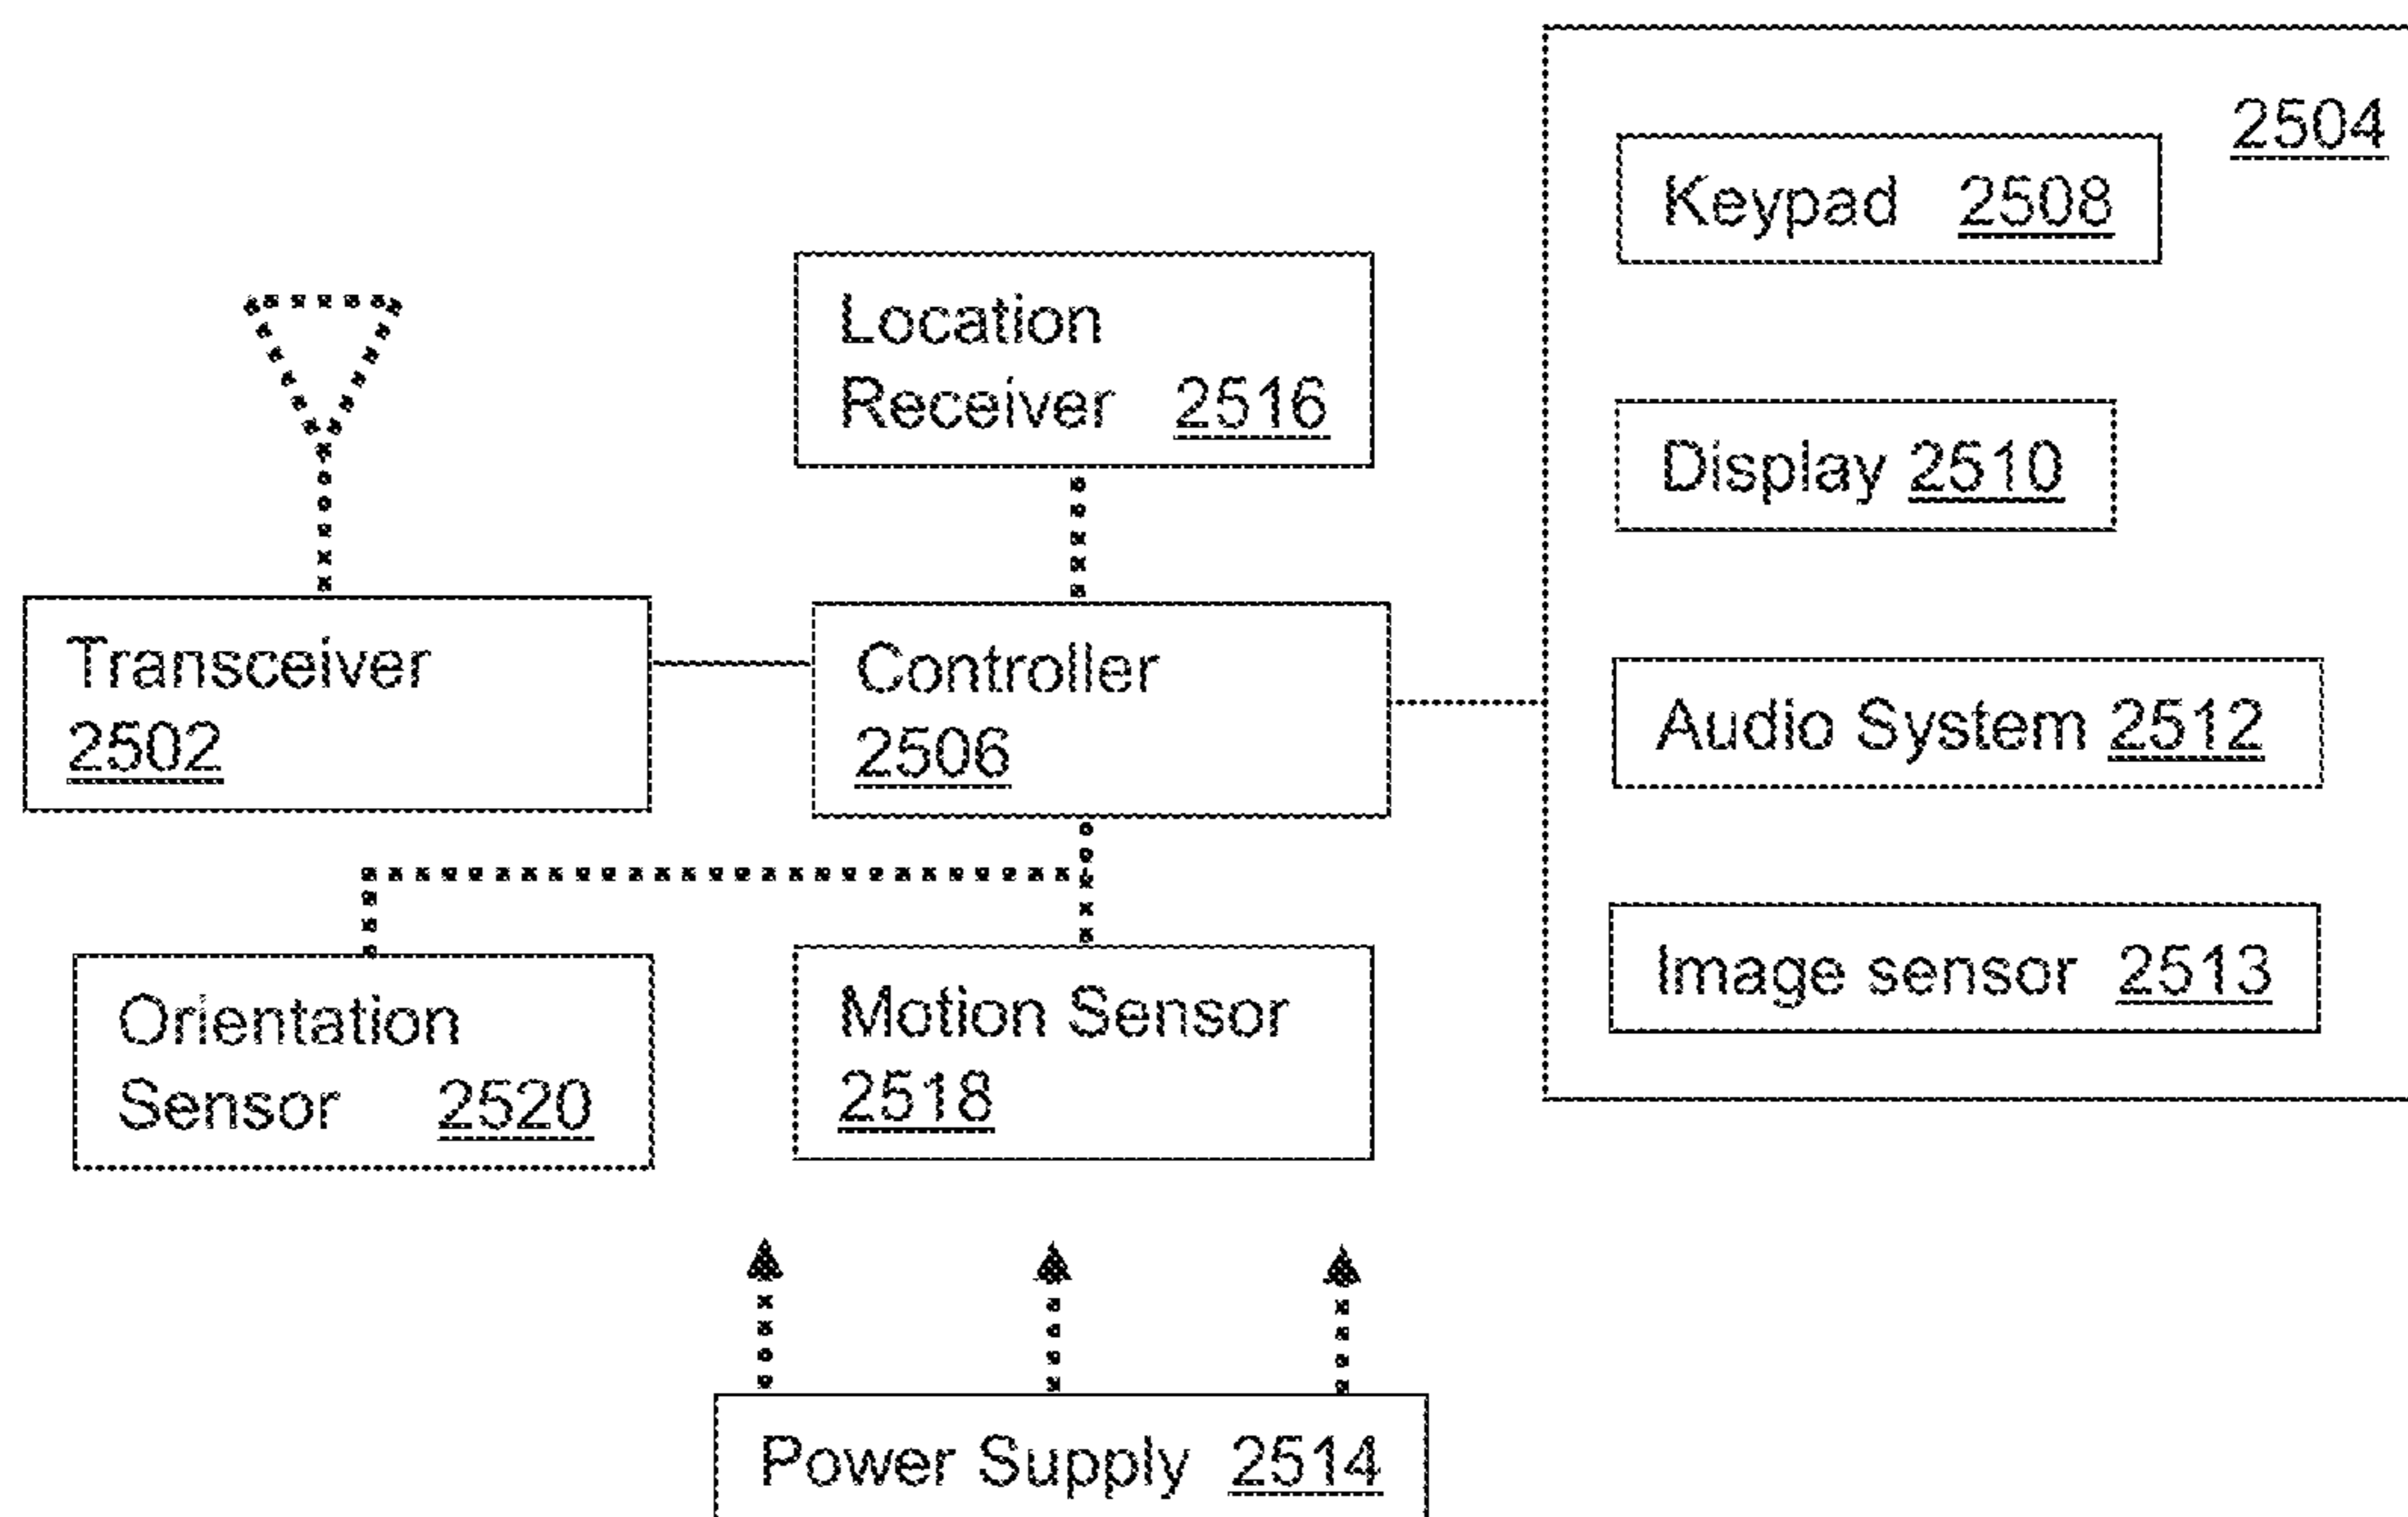 2504
Keypad 2508
Location
Receiver 2516
Display 2510
Transceiver
2502
Controller
2506
Audio System 2512
Image sensor 2513
Orientation
Sensor 2520
Motion Sensor
2518
Power Supply 2514